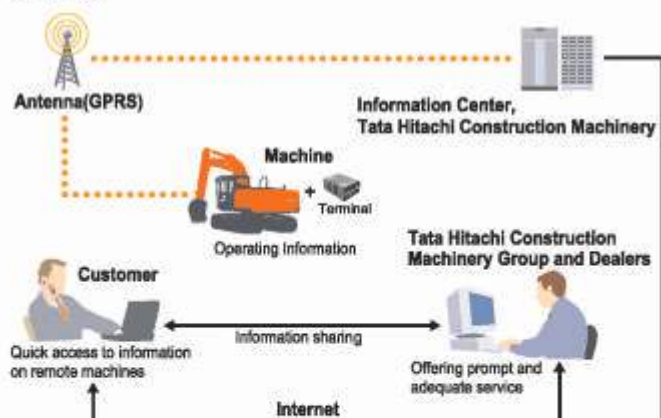 Antenna(GPRS)
Information Center,
Tata Hitachi Construction Machinery
Machine
+
Terminal
Operating Information
Tata Hitachi Construction
Machinery Group and Dealers
Customer
Information sharing
Quick access to information
on remote machines
Offering prompt and
adequate service
Internet